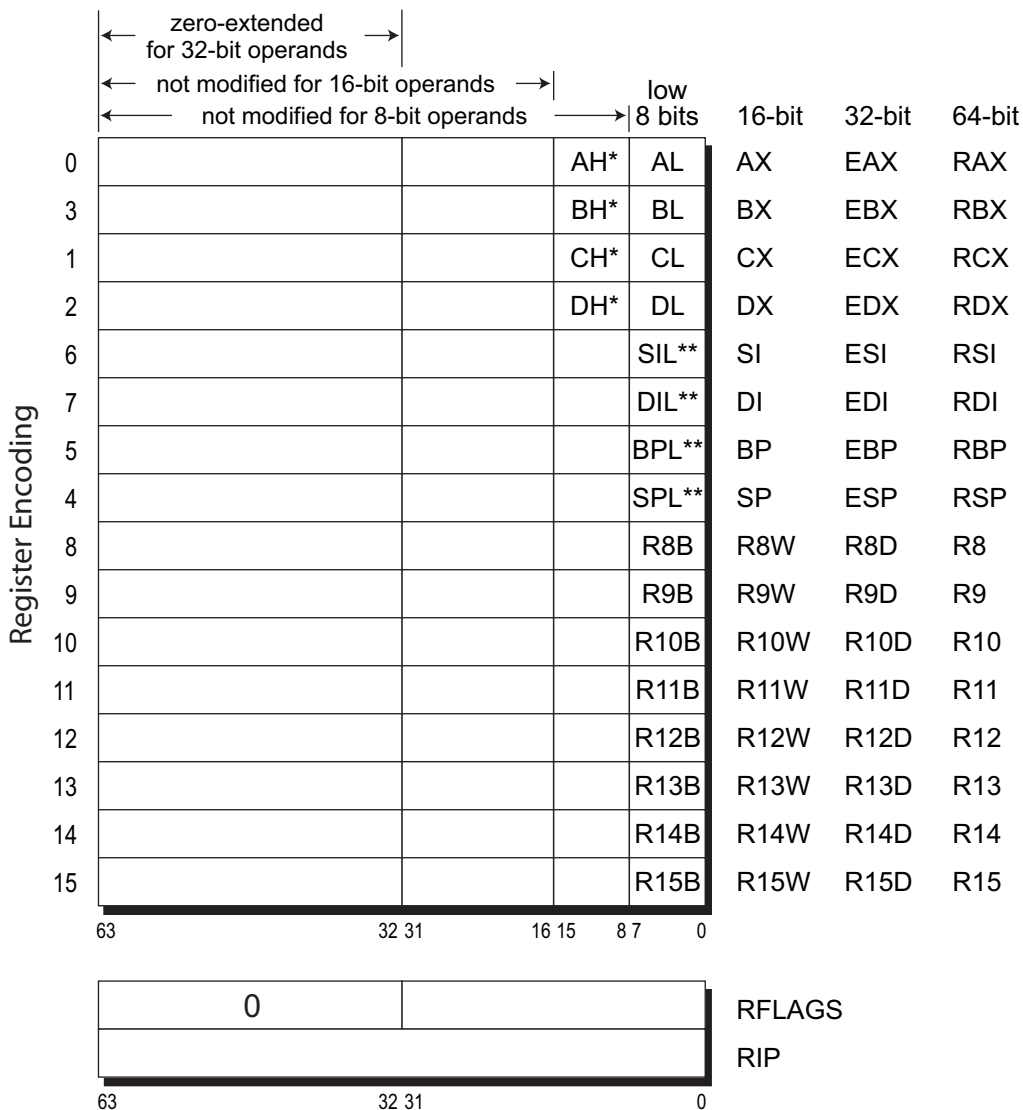 zero-extended
for 32-bit operands
not modified for 16-bit operands
low
not modified for 8-bit operands 8 bits 16-bit 32-bit 64-bit
0 AH* AL AX EAX RAX
3 BH* BL BX EBX RBX
1 CH* CL CX ECX RCX
2 DH* DL DX EDX RDX
6 SIL** SI ESI RSI
7 DIL** DI EDI RDI
5 BPL** BP EBP RBP
4 SPL** SP ESP RSP
8 R8B R8W R8D R8
9 R9B R9W R9D R9
10 R10B R10W R10D R10
11 R11B R11W R11D R11
12 R12B R12W R12D R12
13 R13B R13W R13D R13
14 R14B R14W R14D R14
15 R15B R15W R15D R15
Register Encoding
63 32 31 16 15 8 7 0
0 RFLAGS
RIP
63 32 31 0